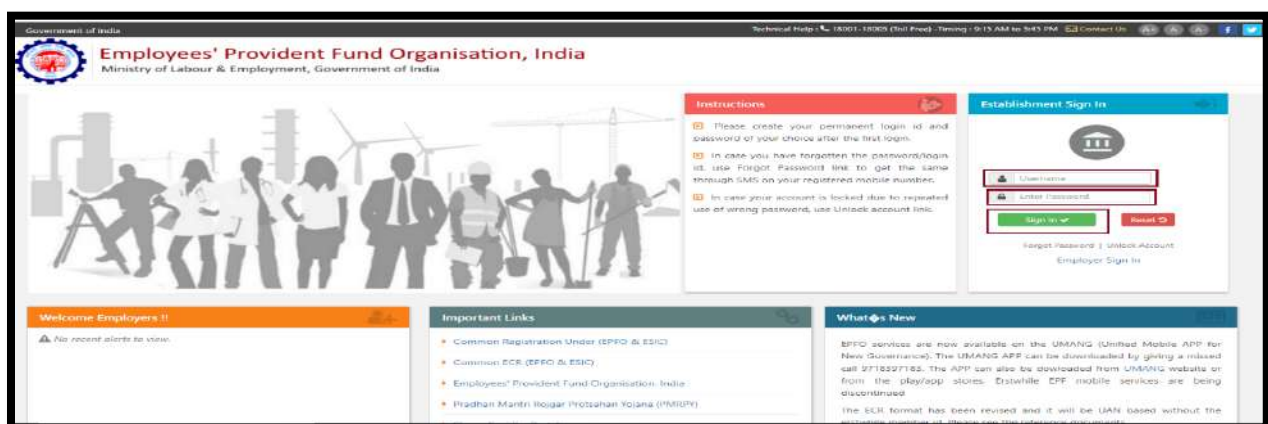 Government of India
Technical Help : 18001-18005 (Toll Free) -Timing : 9:15 AM to 5:45 PM Contact Us A+ A A-
Employees' Provident Fund Organisation, India
Ministry of Labour & Employment, Government of India
Instructions
Please create your permanent login id and
password of your choice after the first login.
In case you have forgotten the password/login
id, use Forgot Password link to get the same
through SMS on your registered mobile number.
In case your account is locked due to repeated
use of wrong password, use Unlock account link.
Establishment Sign In
Username
Enter Password
Sign In
Reset
Forgot Password | Unlock Account
Employer Sign In
Welcome Employers !!
No recent alerts to view.
Important Links
Common Registration Under (EPFO & ESIC)
Common ECR (EPFO & ESIC)
Employees' Provident Fund Organisation, India
Pradhan Mantri Rojgar Protsahan Yojana (PMRPY)
What�s New
EPFO services are now available on the UMANG (Unified Mobile APP for
New Governance). The UMANG APP can be downloaded by giving a missed
call 9718397183. The APP can also be downloaded from UMANG website or
from the play/app stores. Erstwhile EPF mobile services are being
discontinued
The ECR format has been revised and it will be UAN based without the